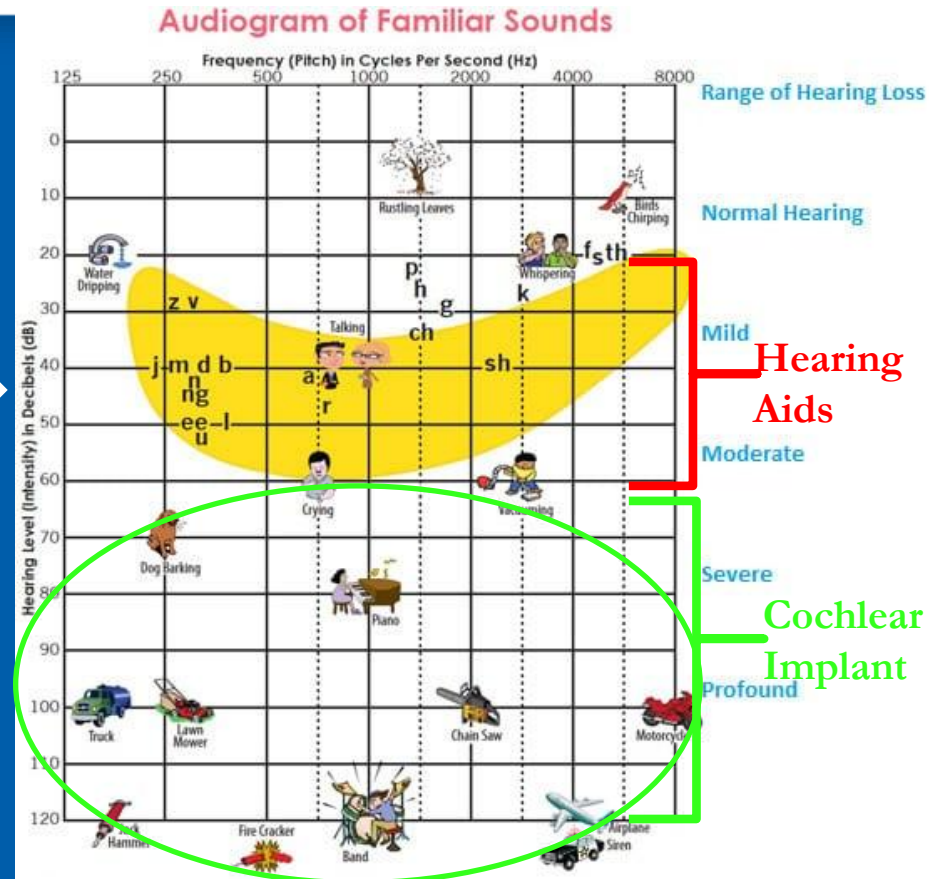 Audiogram of Familiar Sounds
Frequency (Pitch) in Cycles Per Second (Hz)
125 250 500 1000 2000 4000 8000
Range of Hearing Loss
Hearing Level (Intensity) in Decibels (dB)
0
10
Rustling Leaves
Birds
Chirping
Normal Hearing
20
Water
Dripping
p
h
Whispering
f s th
30
z v
g
k
Talking
ch
Mild
Hearing
Aids
40
j m d b
n
ng
a
r
sh
50
ee l
u
Moderate
60
Crying
Vacuuming
70
Dog Barking
Severe
80
Piano
Cochlear
Implant
90
Profound
100
Truck
Lawn
Mower
Chain Saw
Motorcycle
110
120
Jack
Hammer
Fire Cracker
Band
Airplane
Siren